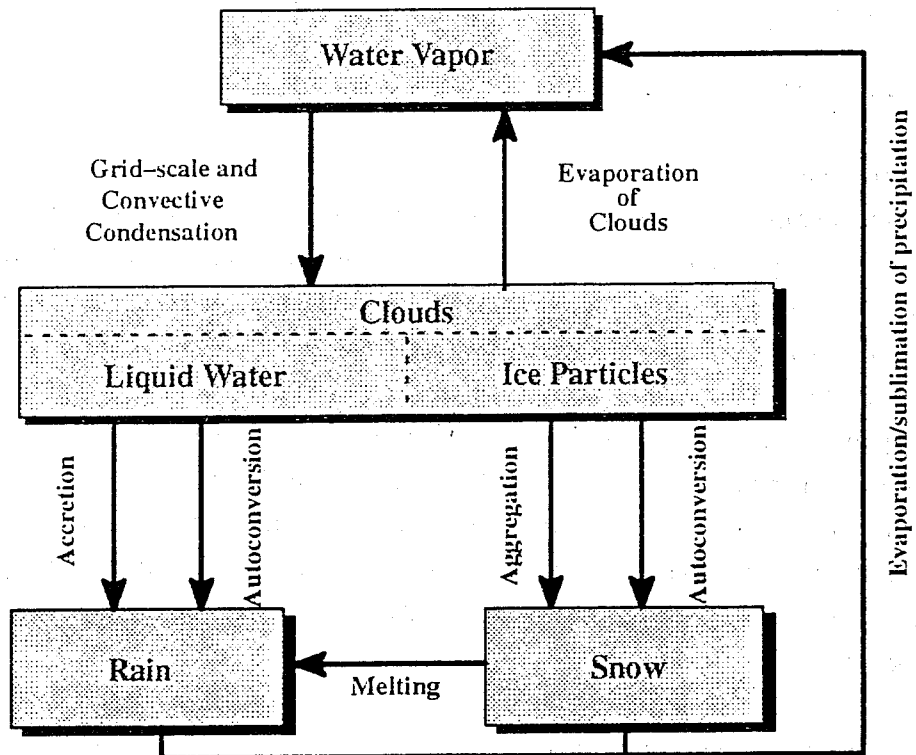 Water Vapor
Grid-scale and
Convective
Condensation
Evaporation
of
Clouds
Evaporation/sublimation of precipitation
Clouds
Liquid Water
Ice Particles
Accretion
Autoconversion
Aggregation
Autoconversion
Rain
Melting
Snow